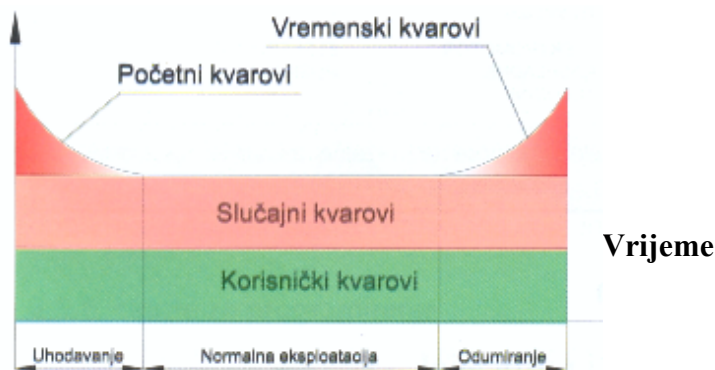 Vremenski kvarovi
Početni kvarovi
Slučajni kvarovi
Vrijeme
Korisnički kvarovi
Uhodavanje
Normalna eksploatacija
Odumiranje